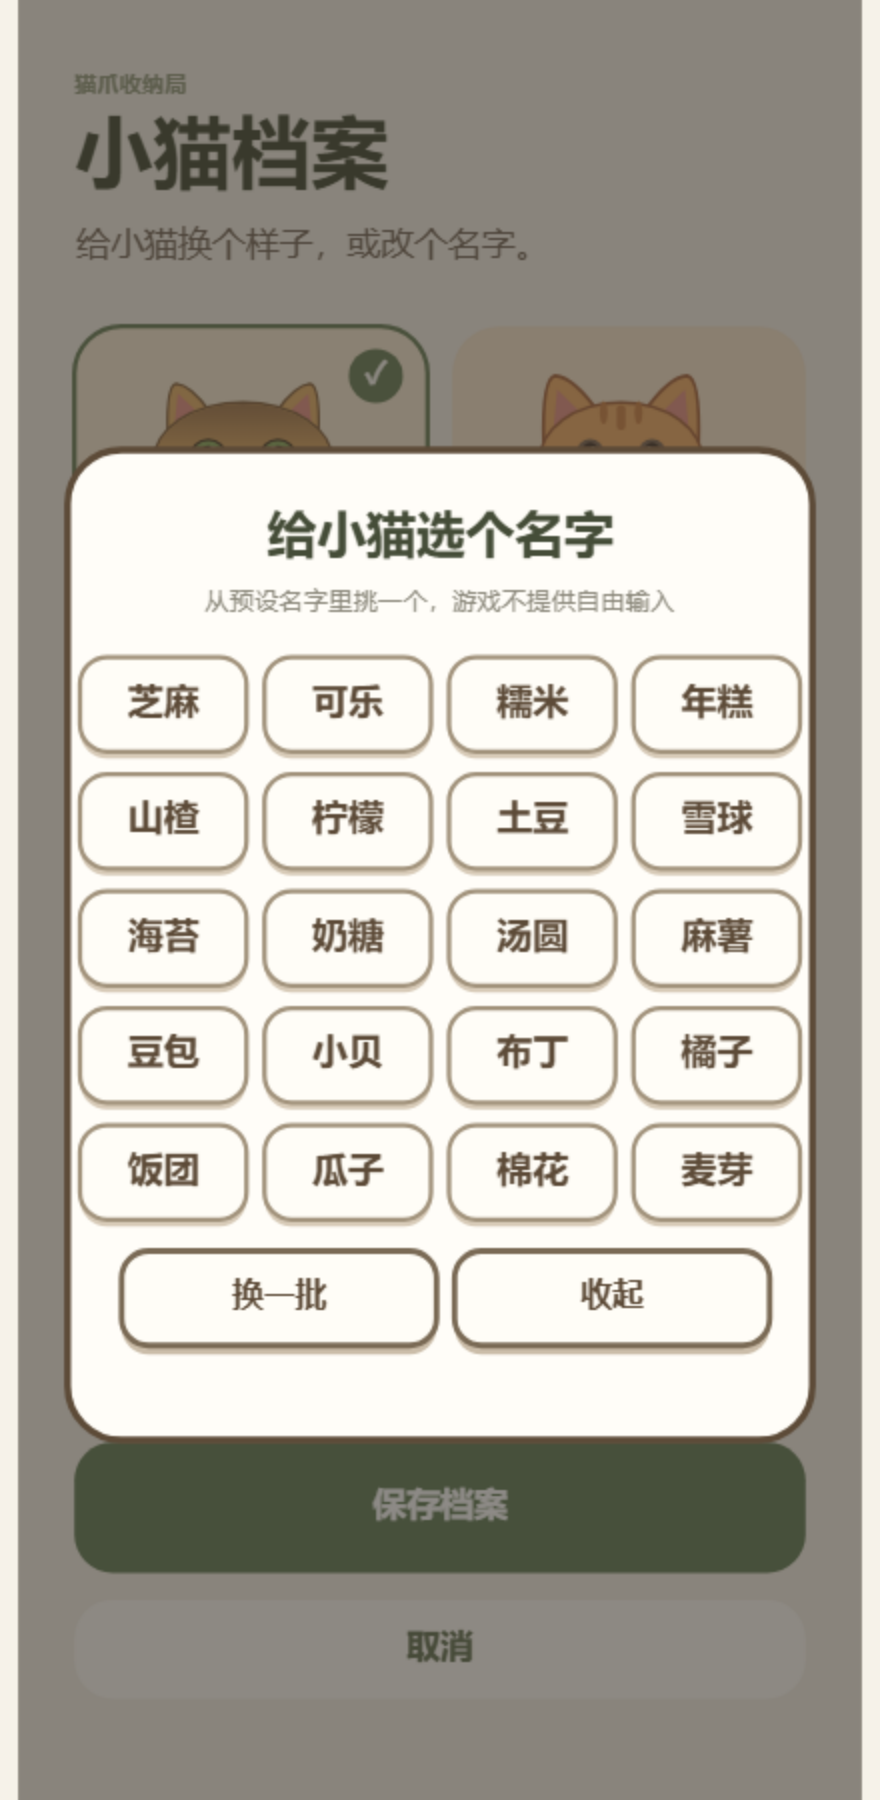 猫爪收纳局
小猫档案
给小猫换个样子，或改个名字。
给小猫选个名字
从预设名字里挑一个，游戏不提供自由输入
芝麻 可乐 糯米 年糕
山楂 柠檬 土豆 雪球
海苔 奶糖 汤圆 麻薯
豆包 小贝 布丁 橘子
饭团 瓜子 棉花 麦芽
换一批 收起
保存档案
取消